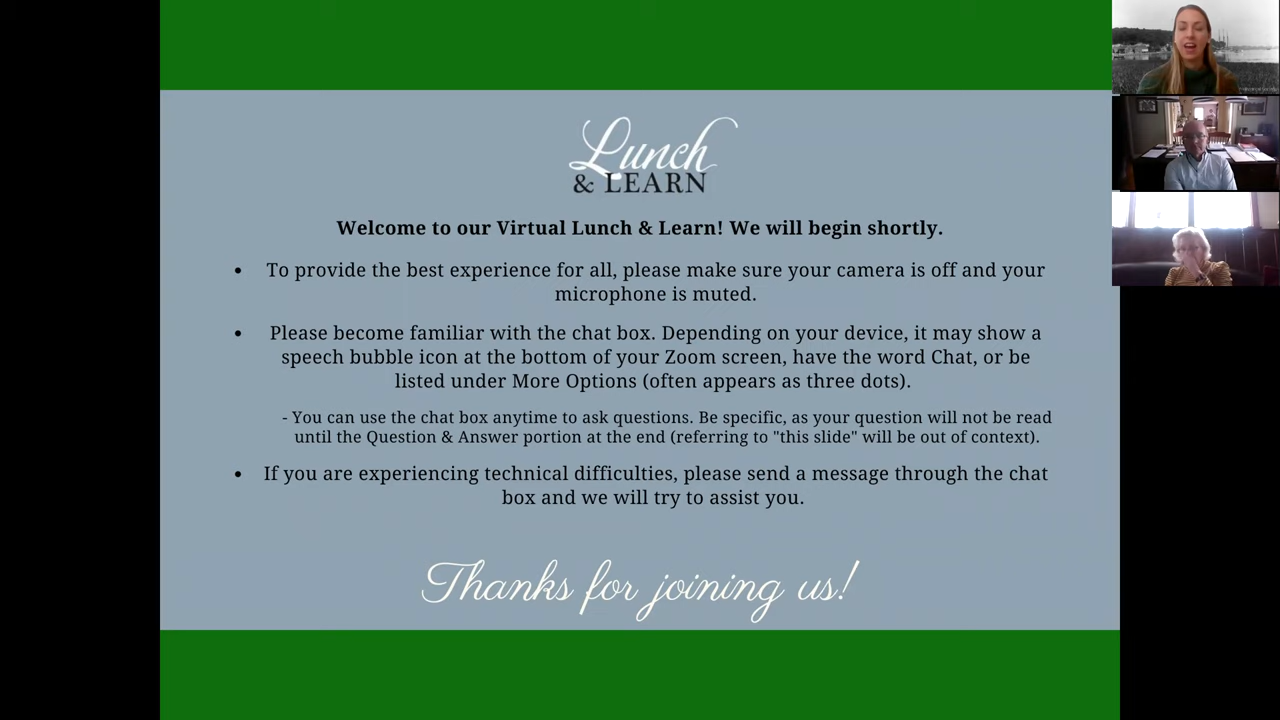 Lunch
& LEARN
Welcome to our Virtual Lunch & Learn! We will begin shortly.
• To provide the best experience for all, please make sure your camera is off and your
microphone is muted.
• Please become familiar with the chat box. Depending on your device, it may show a
speech bubble icon at the bottom of your Zoom screen, have the word Chat, or be
listed under More Options (often appears as three dots).
- You can use the chat box anytime to ask questions. Be specific, as your question will not be read
until the Question & Answer portion at the end (referring to "this slide" will be out of context).
• If you are experiencing technical difficulties, please send a message through the chat
box and we will try to assist you.
Thanks for joining us!